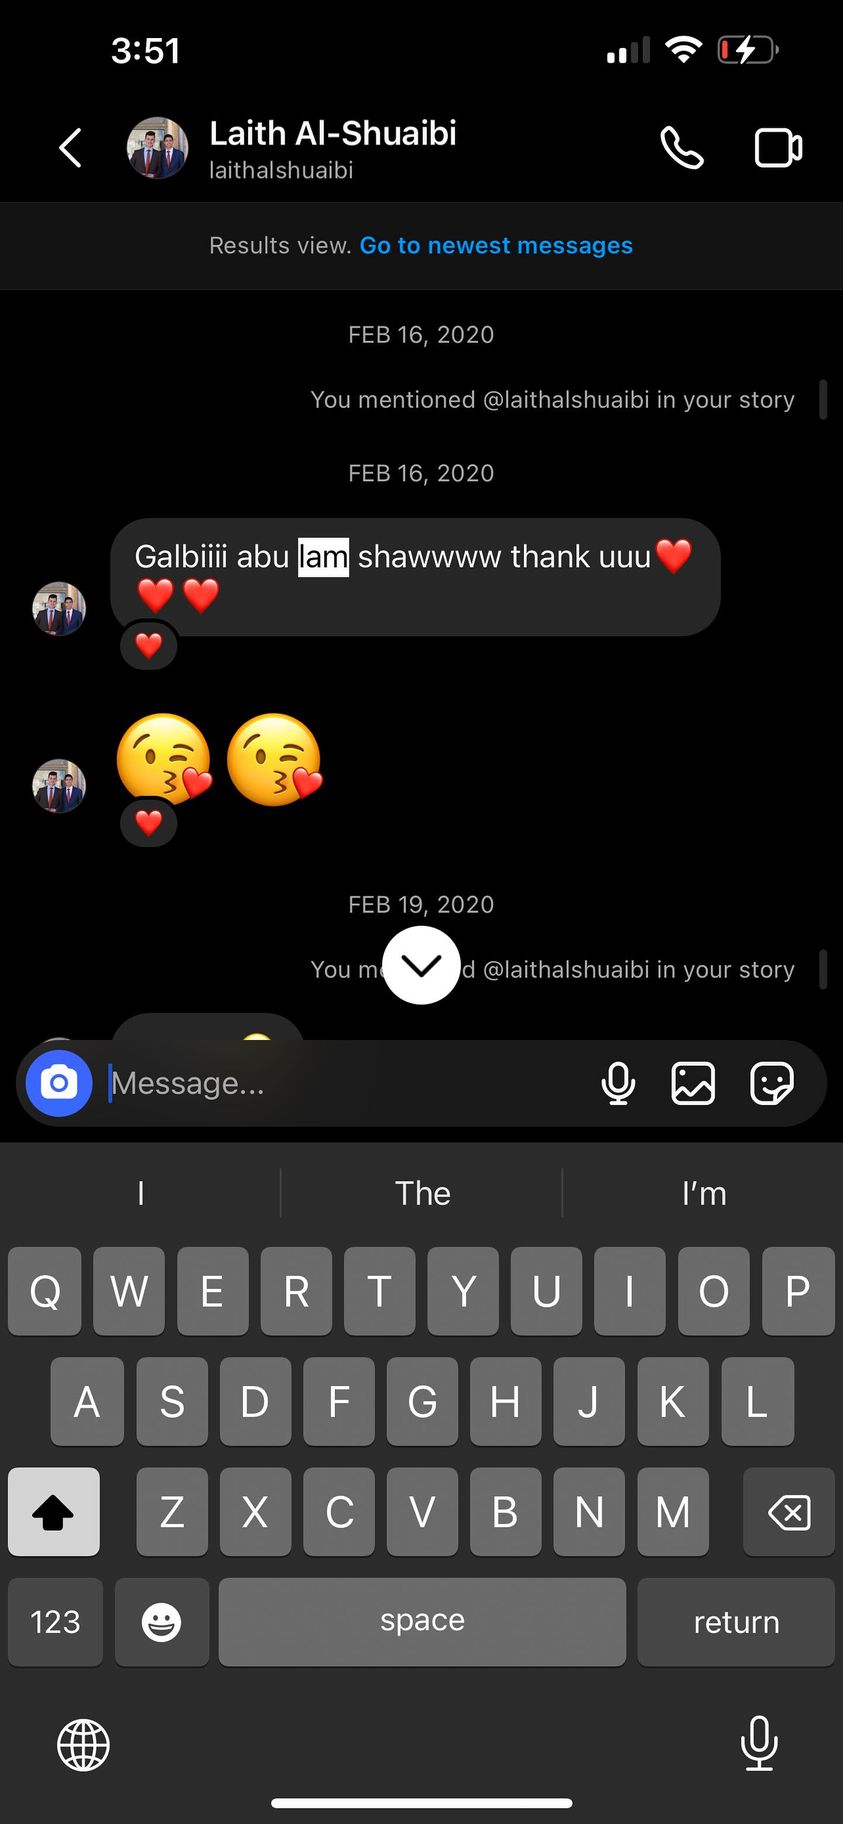 3:51
Laith Al-Shuaibi
laithalshuaibi
Results view. Go to newest messages
FEB 16, 2020
You mentioned @laithalshuaibi in your story
FEB 16, 2020
Galbiiii abu lam shawwww thank uuu❤️
❤️❤️
❤️
😘😘
❤️
FEB 19, 2020
You me d @laithalshuaibi in your story
Message...
I The I'm
Q W E R T Y U I O P
A S D F G H J K L
Z X C V B N M
123 space return